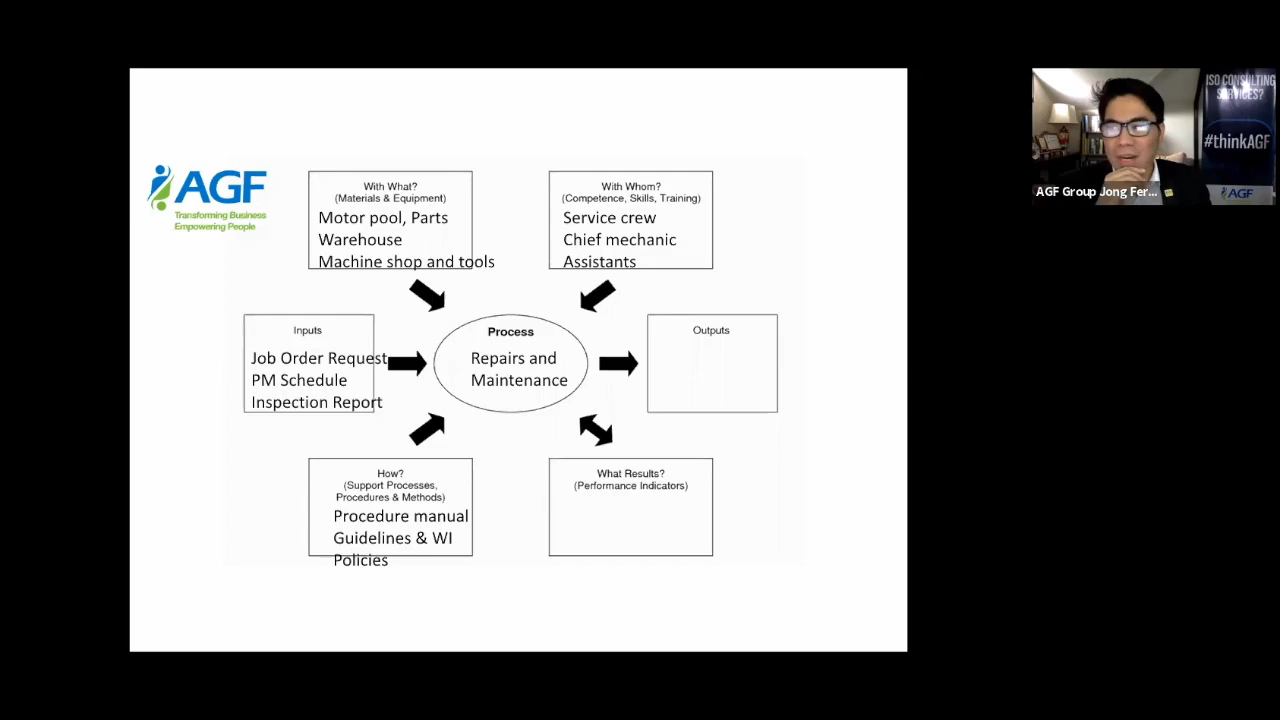 AGF
Transforming Business
Empowering People
With What?
(Materials & Equipment)
Motor pool, Parts
Warehouse
Machine shop and tools
With Whom?
(Competence, Skills, Training)
Service crew
Chief mechanic
Assistants
Inputs
Job Order Request
PM Schedule
Inspection Report
Process
Repairs and
Maintenance
Outputs
How?
(Support Processes,
Procedures & Methods)
Procedure manual
Guidelines & WI
Policies
What Results?
(Performance Indicators)
ISO CONSULTING
SERVICES?
#thinkAGF
AGF
AGF Group Jong Fer...